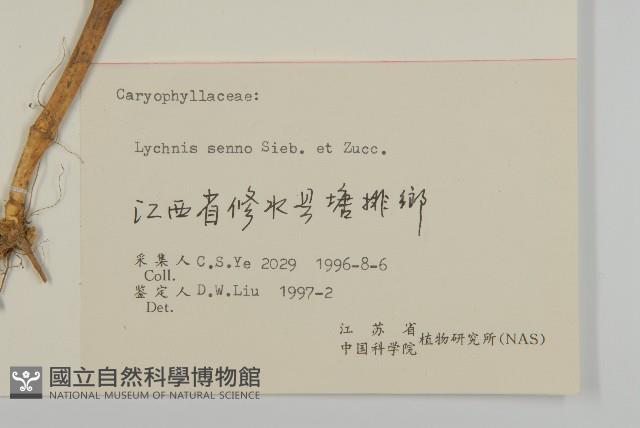 Caryophyllaceae:
Lychnis senno Sieb. et Zucc.
江西省修水县塘排鄉
采集人 C.S.Ye 2029 1996-8-6
Coll.
鉴定人 D.W.Liu 1997-2
Det.
江苏省
中国科学院 植物研究所(NAS)
國立自然科學博物館
NATIONAL MUSEUM OF NATURAL SCIENCE